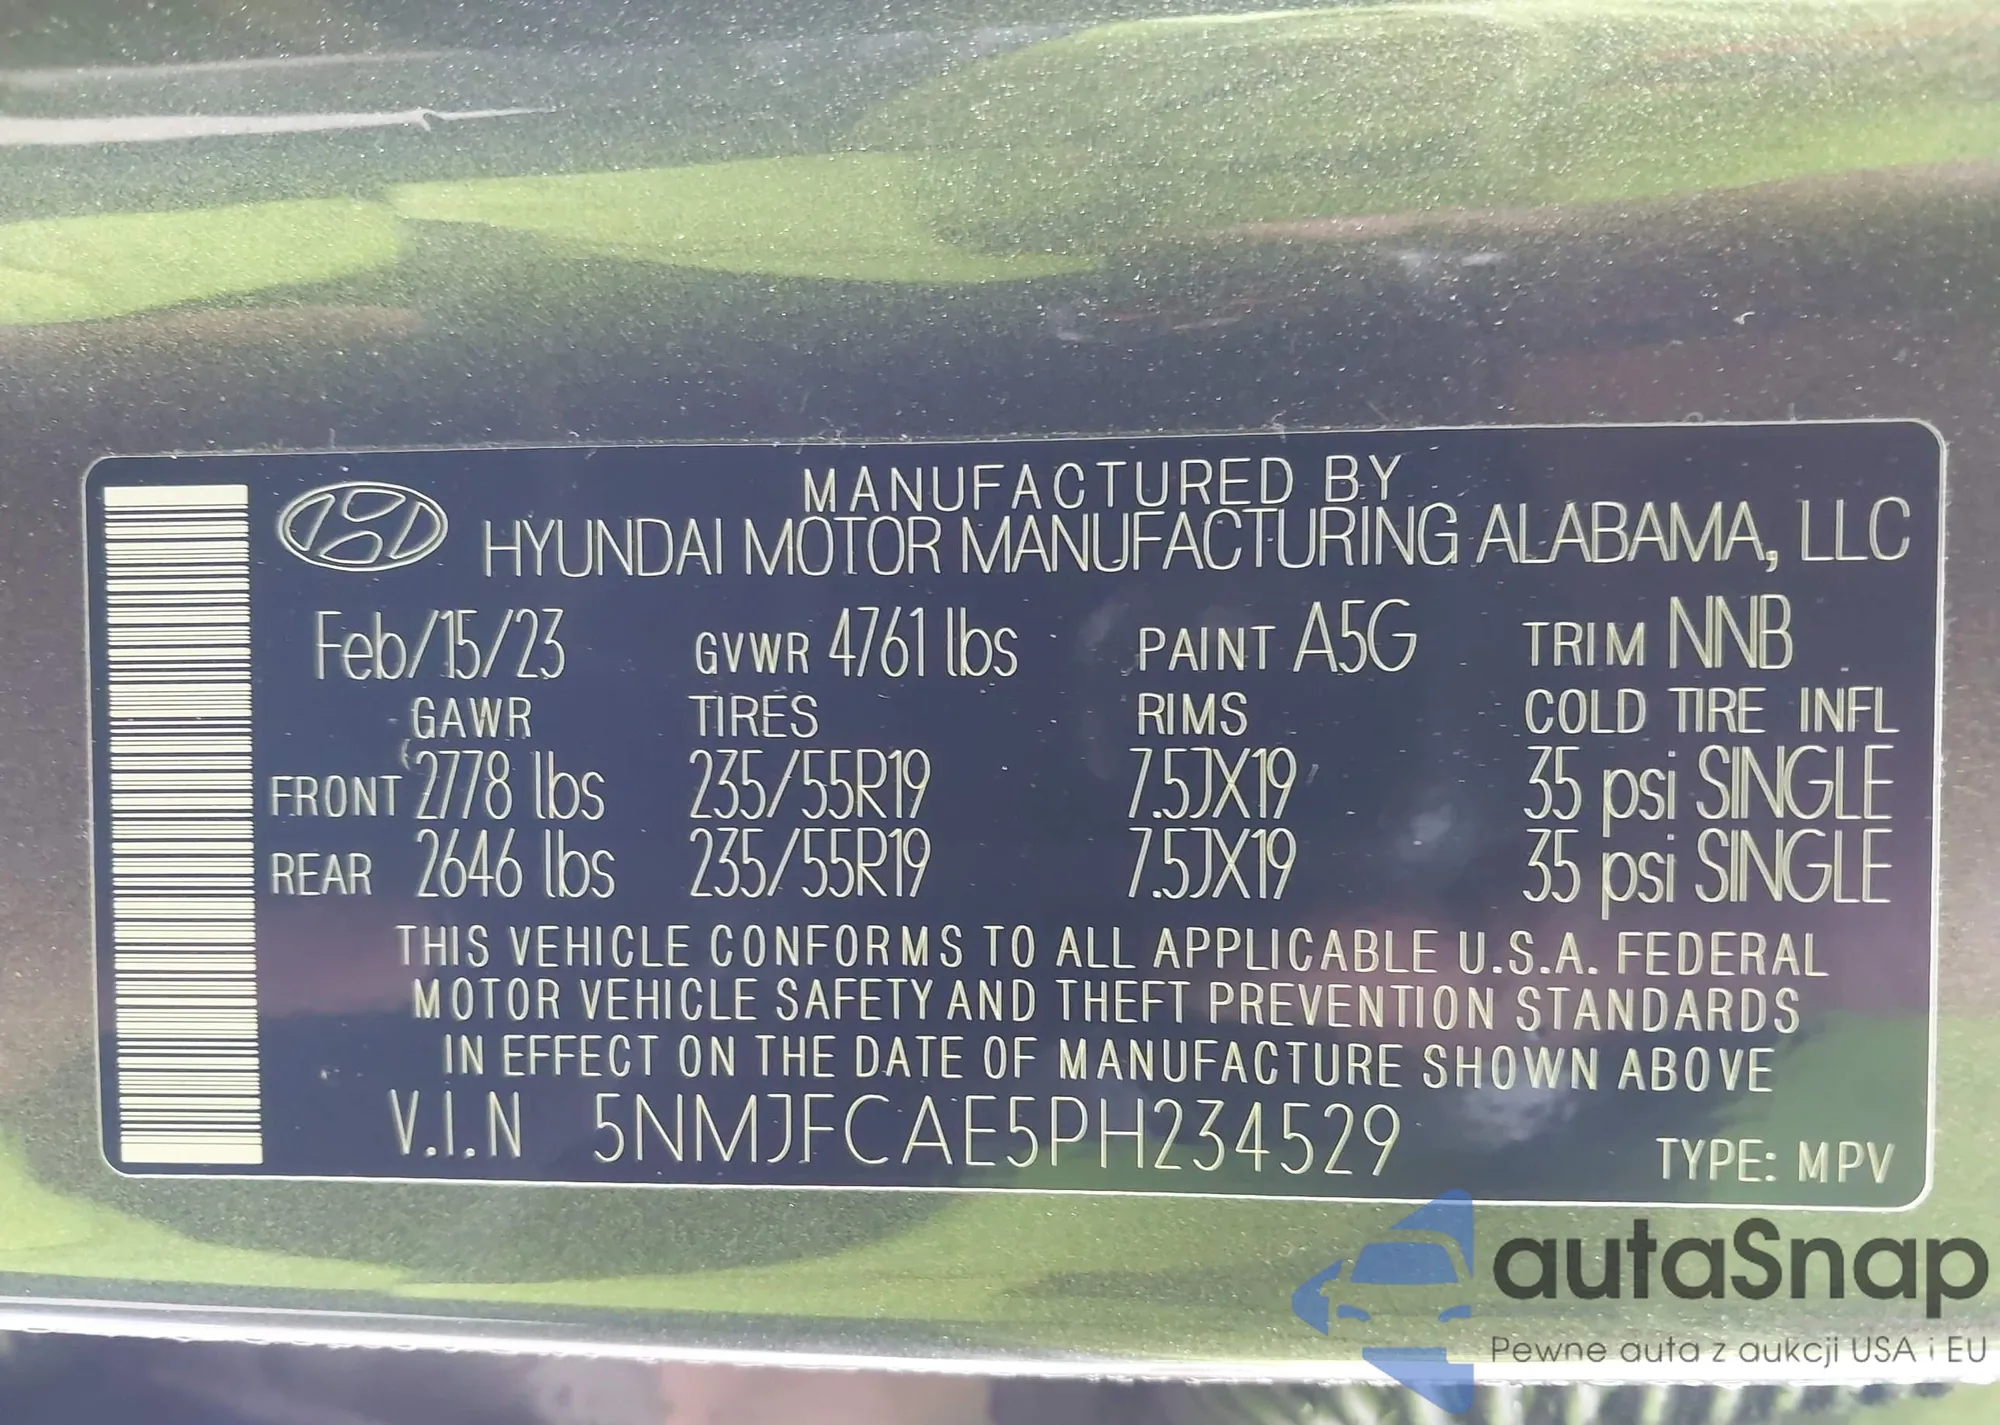 MANUFACTURED BY
HYUNDAI MOTOR MANUFACTURING ALABAMA, LLC
Feb/15/23 GVWR 4761 lbs PAINT A5G TRIM NNB
GAWR TIRES RIMS COLD TIRE INFL
FRONT 2778 lbs 235/55R19 7.5JX19 35 psi SINGLE
REAR 2646 lbs 235/55R19 7.5JX19 35 psi SINGLE
THIS VEHICLE CONFORMS TO ALL APPLICABLE U.S.A. FEDERAL
MOTOR VEHICLE SAFETY AND THEFT PREVENTION STANDARDS
IN EFFECT ON THE DATE OF MANUFACTURE SHOWN ABOVE
V.I.N 5NMJFCAE5PH234529 TYPE: MPV
autaSnap
Pewne auta z aukcji USA i EU